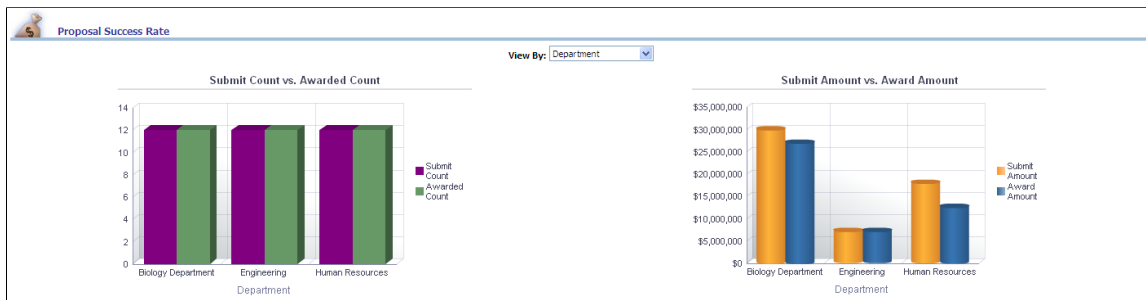 Proposal Success Rate
View By: Department
Submit Count vs. Awarded Count
14
12
10
8
6
4
2
0
Biology Department Engineering Human Resources
Department
Submit
Count
Awarded
Count
Submit Amount vs. Award Amount
$35,000,000
$30,000,000
$25,000,000
$20,000,000
$15,000,000
$10,000,000
$5,000,000
$0
Biology Department Engineering Human Resources
Department
Submit
Amount
Award
Amount